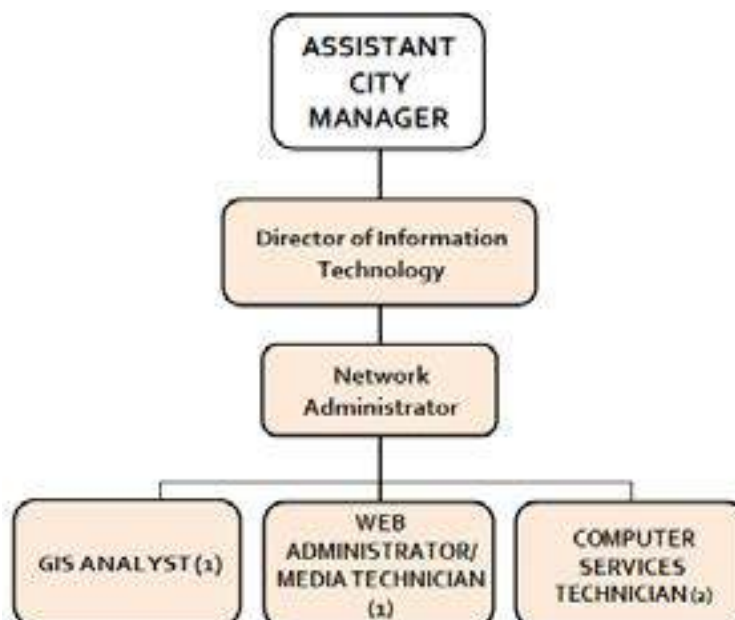 ASSISTANT
CITY
MANAGER
Director of Information
Technology
Network
Administrator
GIS ANALYST (1)
WEB
ADMINISTRATOR/
MEDIA TECHNICIAN
(1)
COMPUTER
SERVICES
TECHNICIAN (2)